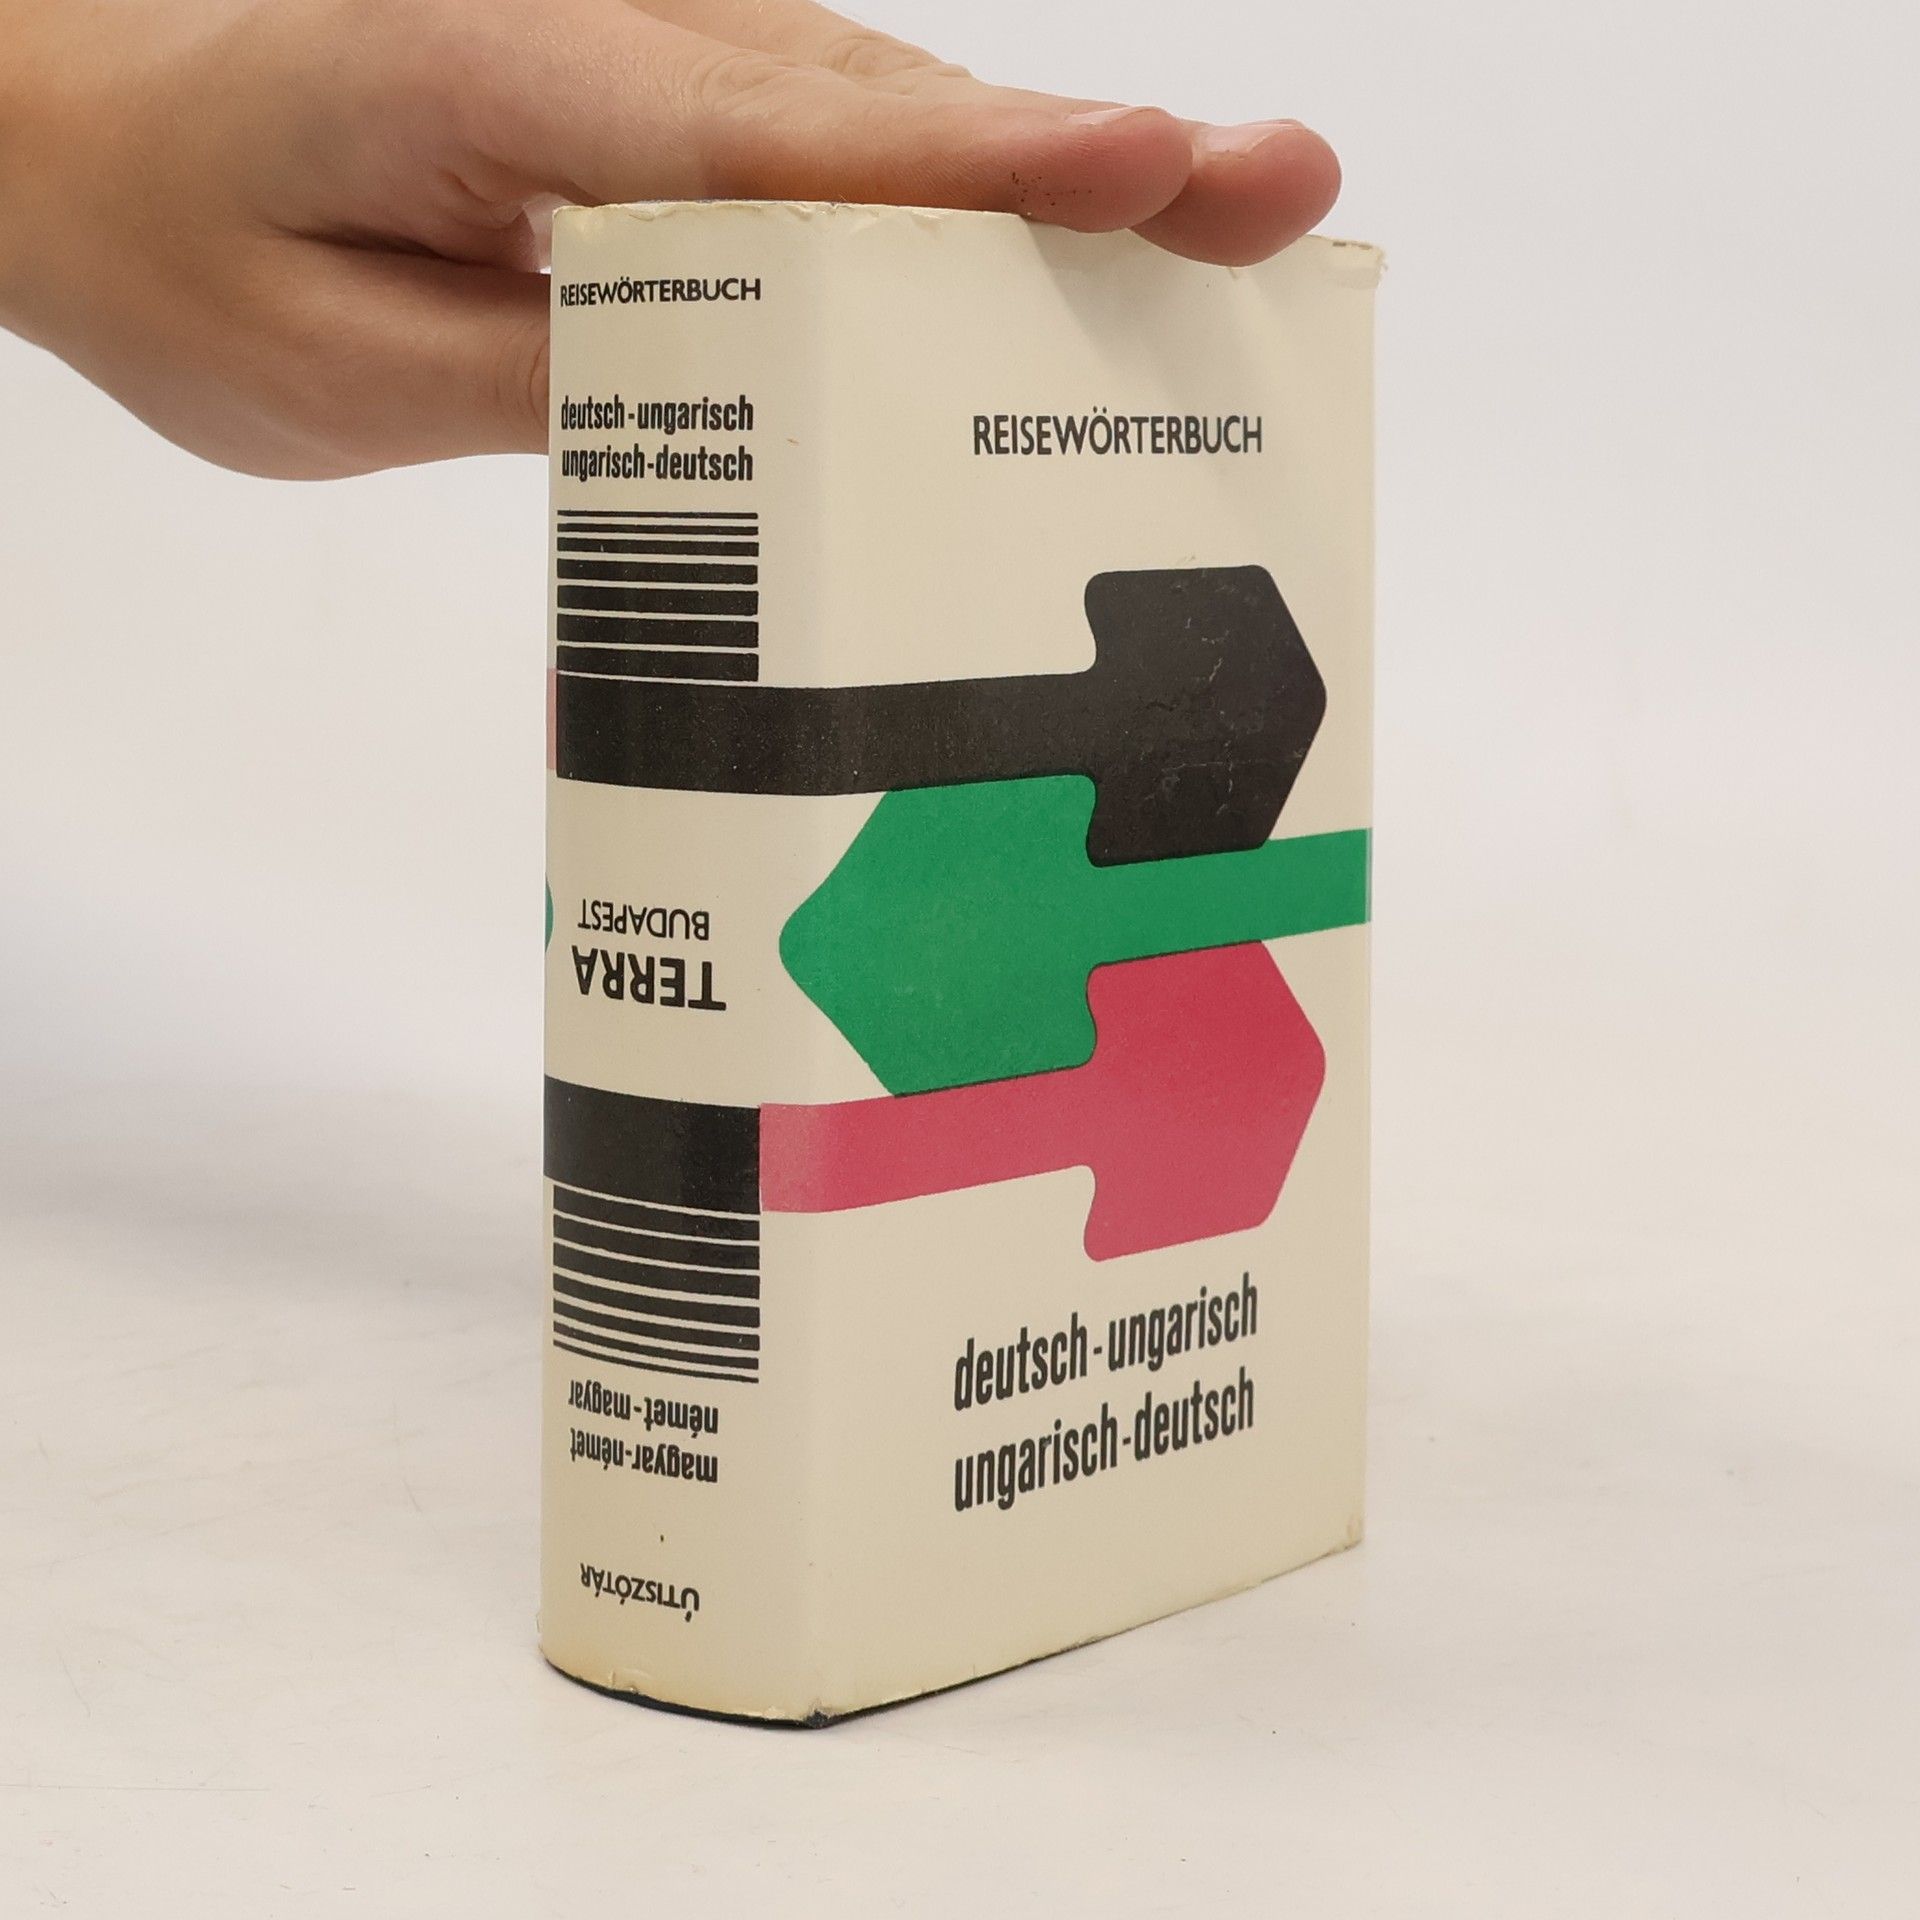 REISEWÖRTERBUCH
deutsch-ungarisch
ungarisch-deutsch
TERRA
BUDAPEST
ÚTISZÓTÁR
magyar-német
német-magyar
REISEWÖRTERBUCH
deutsch-ungarisch
ungarisch-deutsch